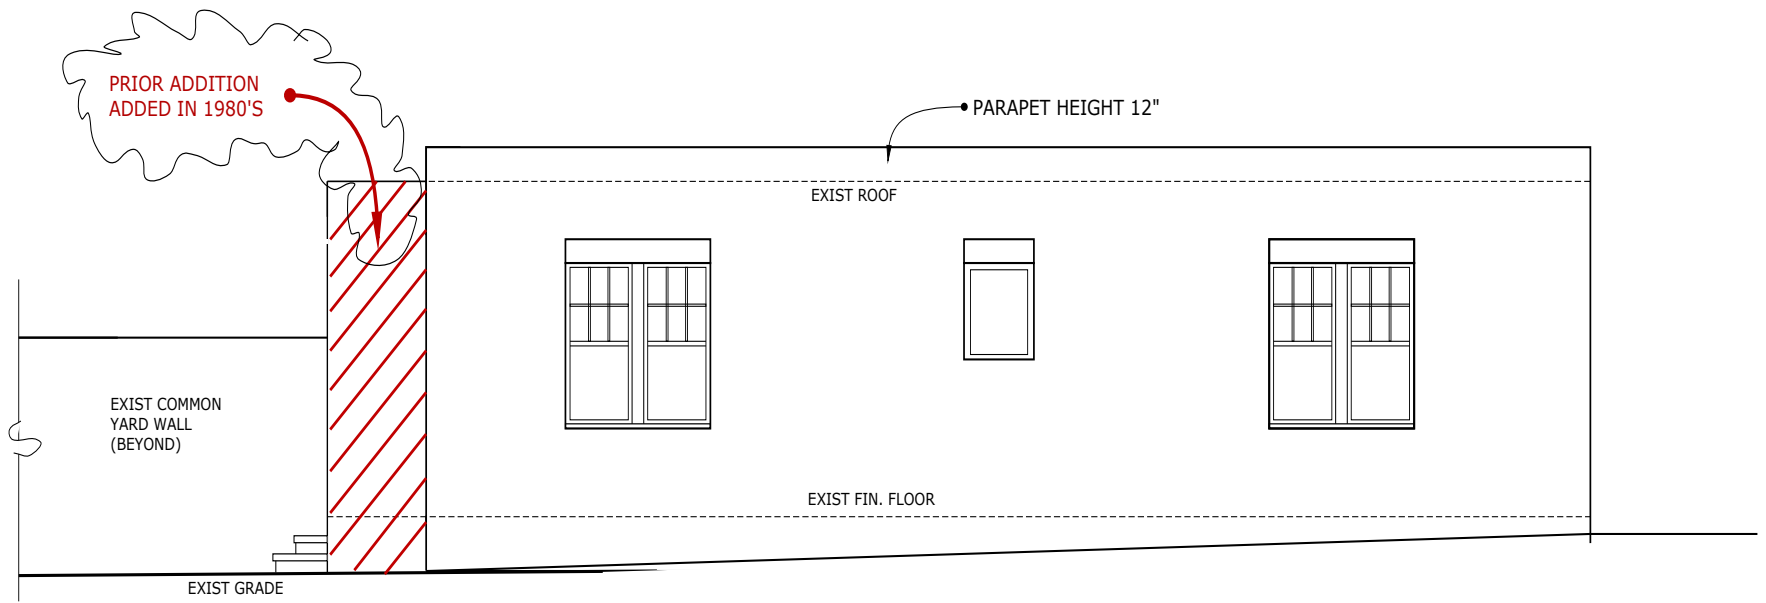 PRIOR ADDITION
ADDED IN 1980'S
PARAPET HEIGHT 12"
EXIST ROOF
EXIST COMMON
YARD WALL
(BEYOND)
EXIST FIN. FLOOR
EXIST GRADE